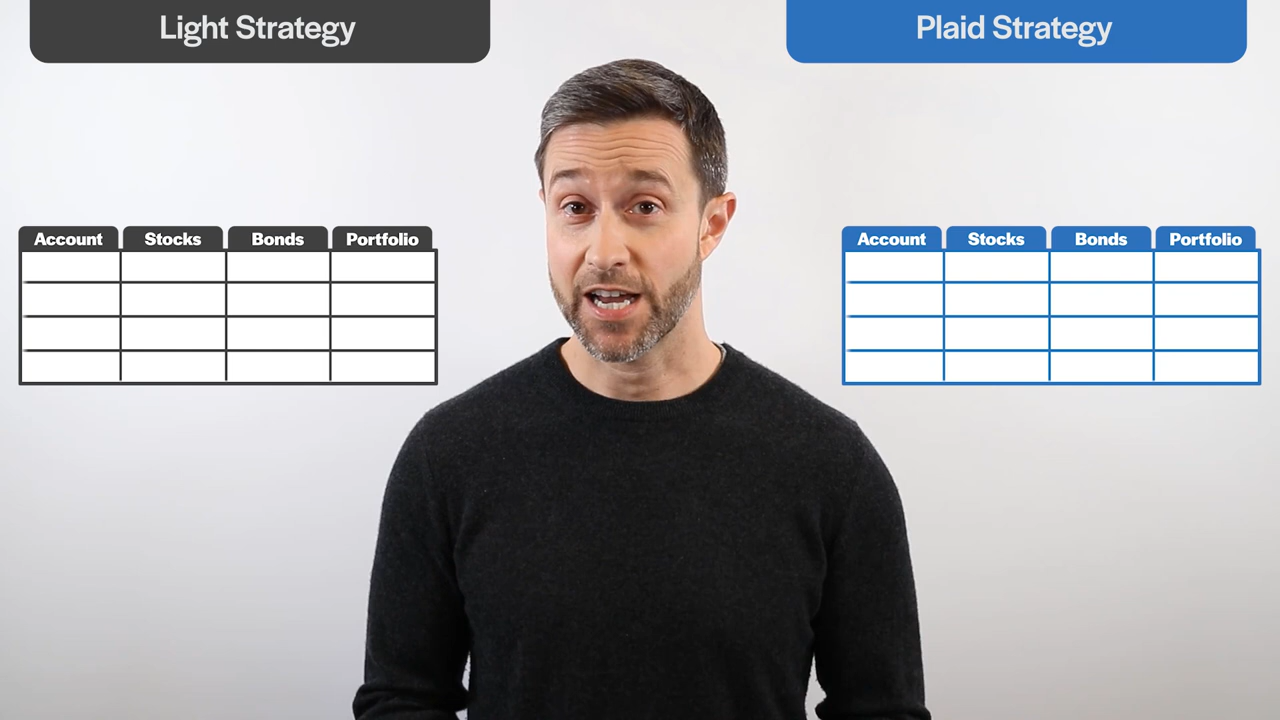 Light Strategy
Plaid Strategy
Account Stocks Bonds Portfolio
Account Stocks Bonds Portfolio